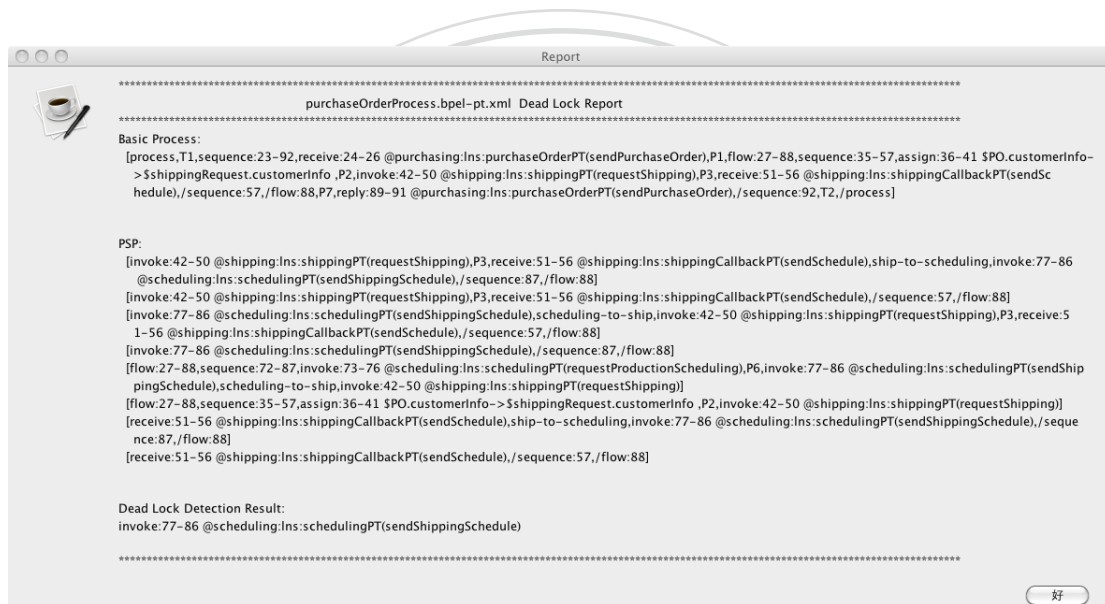 Report
****************************************************************************************************************************************************************
purchaseOrderProcess.bpel-pt.xml Dead Lock Report
****************************************************************************************************************************************************************
Basic Process:
[process,T1,sequence:23-92,receive:24-26 @purchasing:lns:purchaseOrderPT(sendPurchaseOrder),P1,flow:27-88,sequence:35-57,assign:36-41 $PO.customerInfo-
>$shippingRequest.customerInfo ,P2,invoke:42-50 @shipping:lns:shippingPT(requestShipping),P3,receive:51-56 @shipping:lns:shippingCallbackPT(sendSc
hedule),/sequence:57,/flow:88,P7,reply:89-91 @purchasing:lns:purchaseOrderPT(sendPurchaseOrder),/sequence:92,T2,/process]
PSP:
[invoke:42-50 @shipping:lns:shippingPT(requestShipping),P3,receive:51-56 @shipping:lns:shippingCallbackPT(sendSchedule),ship-to-scheduling,invoke:77-86
@scheduling:lns:schedulingPT(sendShippingSchedule),/sequence:87,/flow:88]
[invoke:42-50 @shipping:lns:shippingPT(requestShipping),P3,receive:51-56 @shipping:lns:shippingCallbackPT(sendSchedule),/sequence:57,/flow:88]
[invoke:77-86 @scheduling:lns:schedulingPT(sendShippingSchedule),scheduling-to-ship,invoke:42-50 @shipping:lns:shippingPT(requestShipping),P3,receive:5
1-56 @shipping:lns:shippingCallbackPT(sendSchedule),/sequence:57,/flow:88]
[invoke:77-86 @scheduling:lns:schedulingPT(sendShippingSchedule),/sequence:87,/flow:88]
[flow:27-88,sequence:72-87,invoke:73-76 @scheduling:lns:schedulingPT(requestProductionScheduling),P6,invoke:77-86 @scheduling:lns:schedulingPT(sendShip
pingSchedule),scheduling-to-ship,invoke:42-50 @shipping:lns:shippingPT(requestShipping)]
[flow:27-88,sequence:35-57,assign:36-41 $PO.customerInfo->$shippingRequest.customerInfo ,P2,invoke:42-50 @shipping:lns:shippingPT(requestShipping)]
[receive:51-56 @shipping:lns:shippingCallbackPT(sendSchedule),ship-to-scheduling,invoke:77-86 @scheduling:lns:schedulingPT(sendShippingSchedule),/seque
nce:87,/flow:88]
[receive:51-56 @shipping:lns:shippingCallbackPT(sendSchedule),/sequence:57,/flow:88]
Dead Lock Detection Result:
invoke:77-86 @scheduling:lns:schedulingPT(sendShippingSchedule)
****************************************************************************************************************************************************************
好